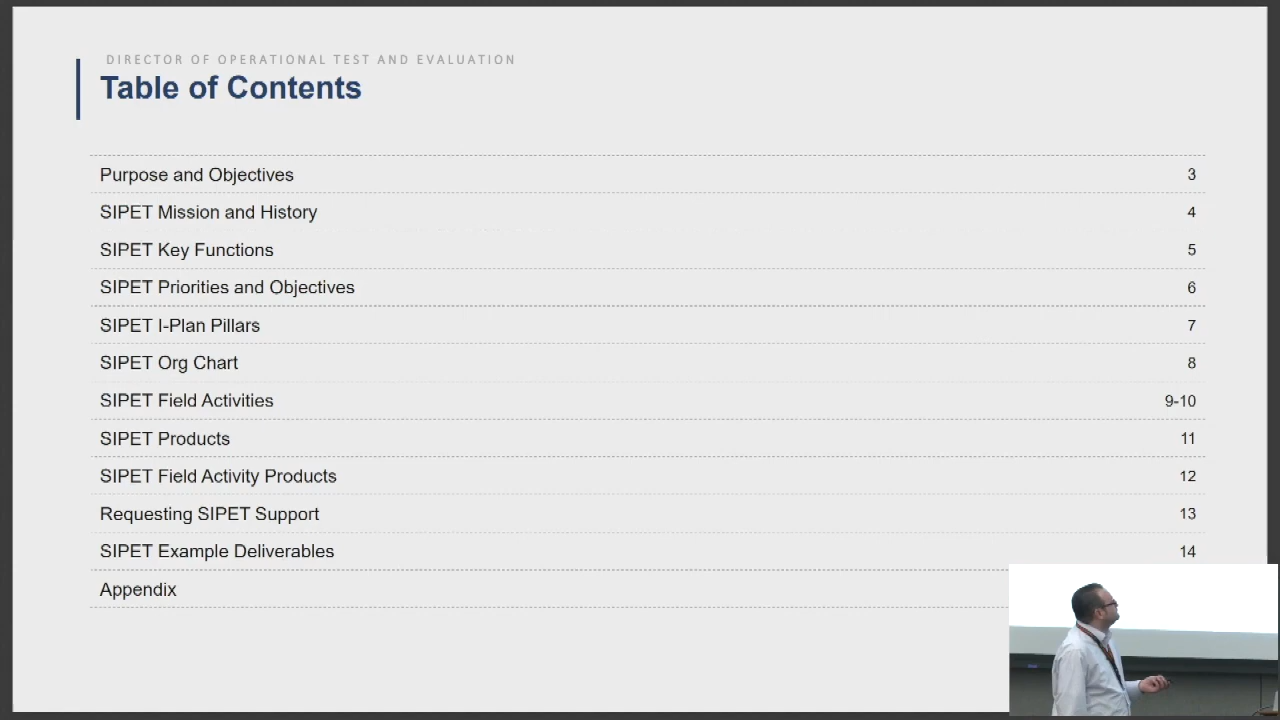 DIRECTOR OF OPERATIONAL TEST AND EVALUATION
Table of Contents
Purpose and Objectives 3
SIPET Mission and History 4
SIPET Key Functions 5
SIPET Priorities and Objectives 6
SIPET I-Plan Pillars 7
SIPET Org Chart 8
SIPET Field Activities 9-10
SIPET Products 11
SIPET Field Activity Products 12
Requesting SIPET Support 13
SIPET Example Deliverables 14
Appendix